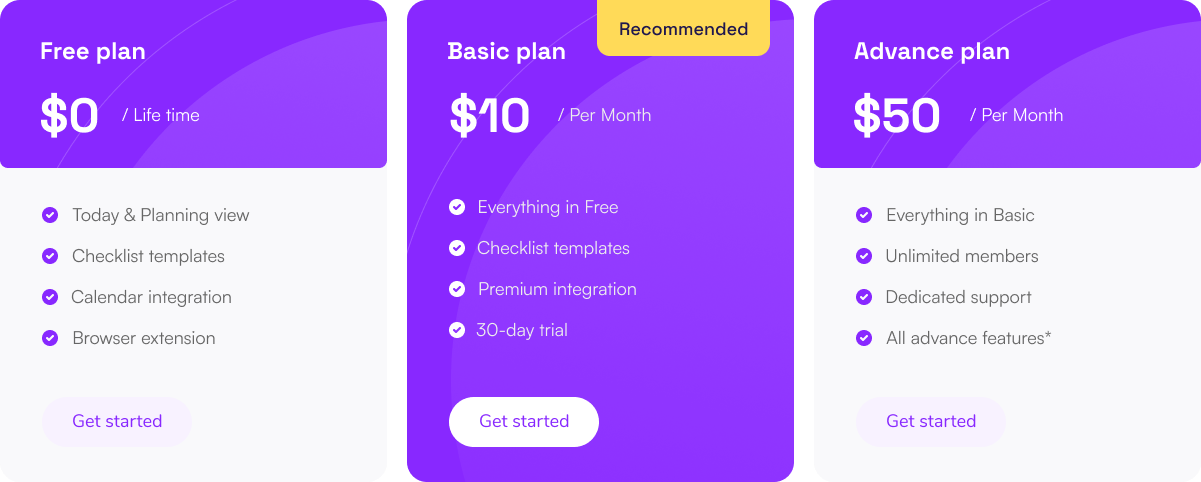 Free plan
$0 / Life time
Today & Planning view
Checklist templates
Calendar integration
Browser extension
Get started
Recommended
Basic plan
$10 / Per Month
Everything in Free
Checklist templates
Premium integration
30-day trial
Get started
Advance plan
$50 / Per Month
Everything in Basic
Unlimited members
Dedicated support
All advance features*
Get started